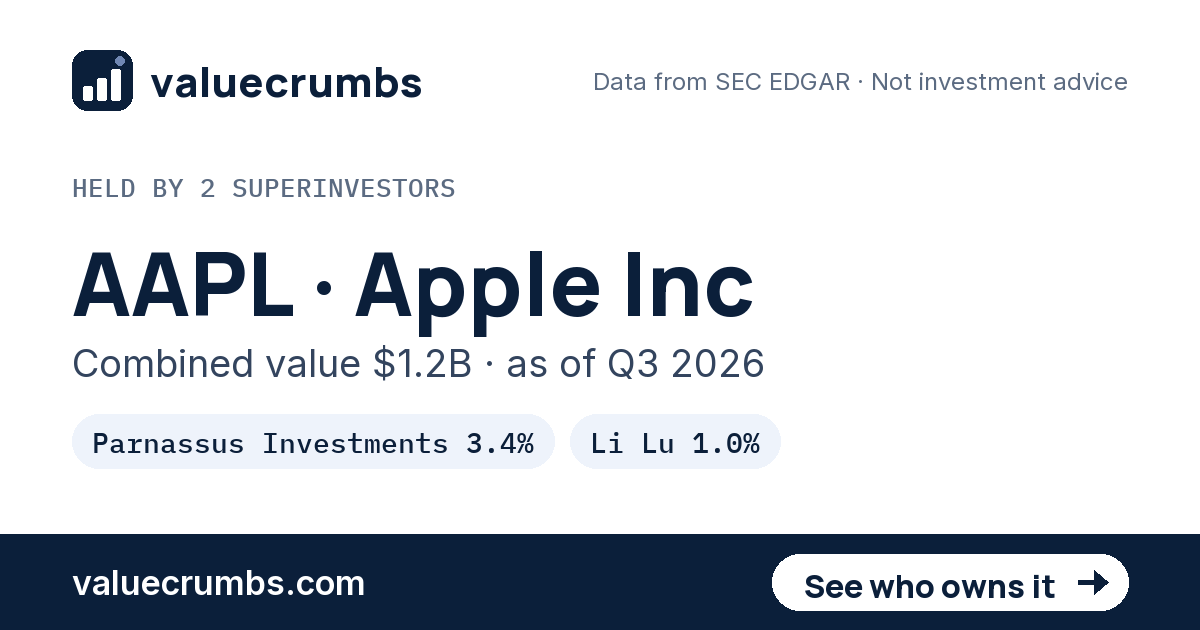 valuecrumbs
Data from SEC EDGAR · Not investment advice
HELD BY 2 SUPERINVESTORS
AAPL · Apple Inc
Combined value $1.2B · as of Q3 2026
Parnassus Investments 3.4%
Li Lu 1.0%
valuecrumbs.com
See who owns it →